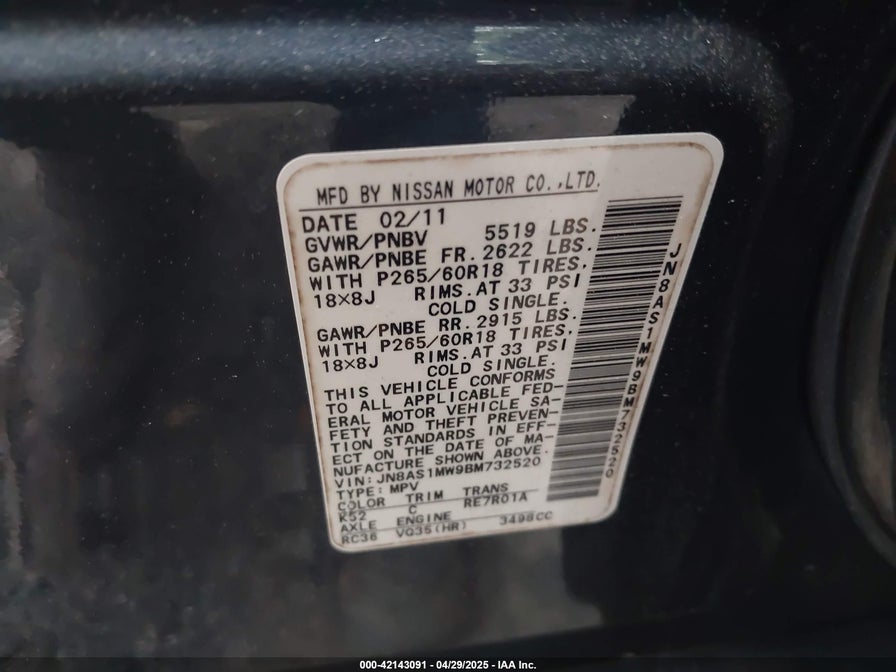 MFD BY NISSAN MOTOR CO.,LTD.
DATE 02/11
GVWR/PNBV 5519 LBS.
GAWR/PNBE FR. 2622 LBS.
WITH P265/60R18 TIRES,
18×8J RIMS. AT 33 PSI
COLD SINGLE.
GAWR/PNBE RR. 2915 LBS.
WITH P265/60R18 TIRES,
18×8J RIMS. AT 33 PSI
COLD SINGLE.
THIS VEHICLE CONFORMS
TO ALL APPLICABLE FED-
ERAL MOTOR VEHICLE SA-
FETY AND THEFT PREVEN-
TION STANDARDS IN EFF-
ECT ON THE DATE OF MA-
NUFACTURE SHOWN ABOVE.
VIN: JN8AS1MW9BM732520
TYPE: MPV
COLOR TRIM TRANS
K52 C RE7R01A
AXLE ENGINE
RC36 VQ35(HR) 3498CC
JN8AS1MW9BM732520
000-42143091 - 04/29/2025 - IAA Inc.